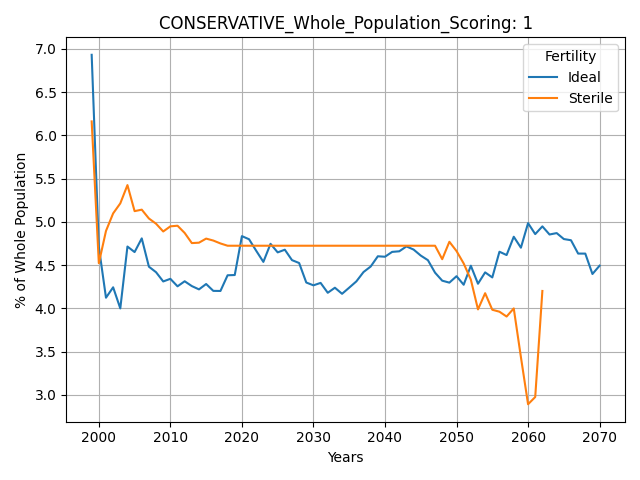 CONSERVATIVE_Whole_Population_Scoring: 1
Fertility
Ideal
Sterile
% of Whole Population
7.0
6.5
6.0
5.5
5.0
4.5
4.0
3.5
3.0
2000 2010 2020 2030 2040 2050 2060 2070
Years